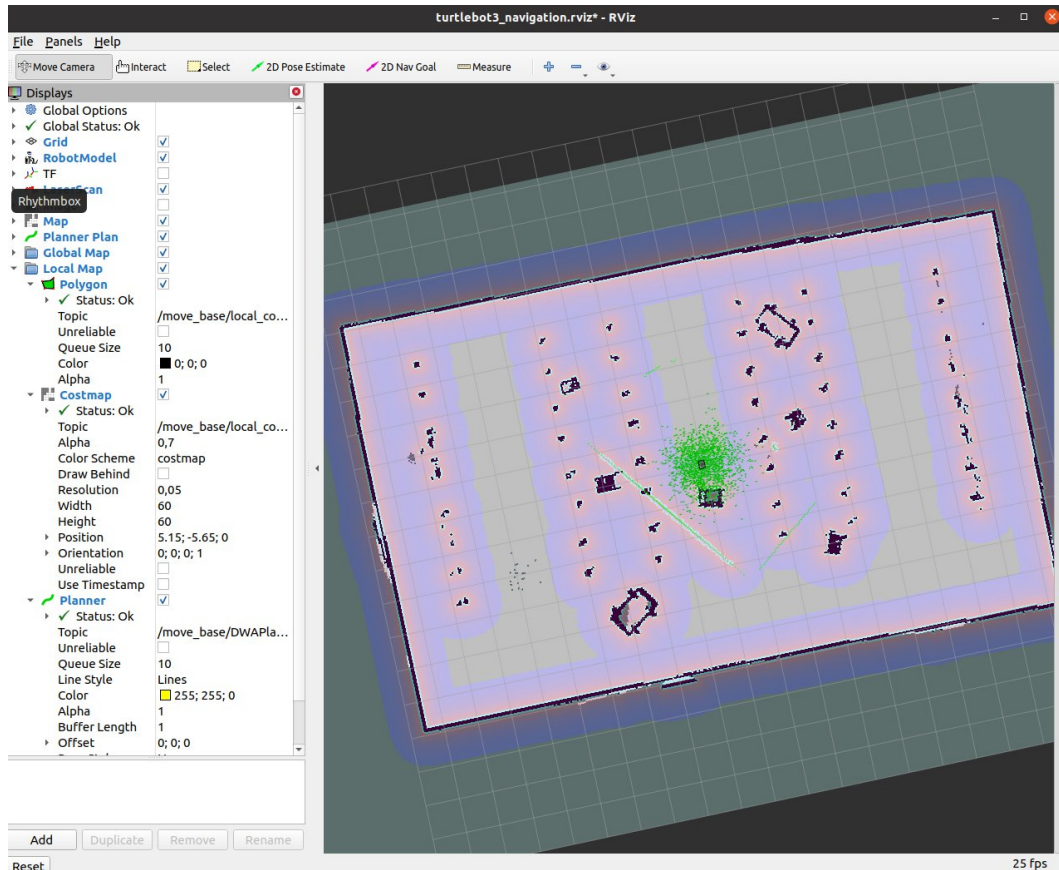 turtlebot3_navigation.rviz* - RViz
File Panels Help
Move Camera Interact Select 2D Pose Estimate 2D Nav Goal Measure
Displays
Global Options
Global Status: Ok
Grid
RobotModel
TF
LaserScan
Rhythmbox
Map
Planner Plan
Global Map
Local Map
Polygon
Status: Ok
Topic /move_base/local_co...
Unreliable
Queue Size 10
Color 0; 0; 0
Alpha 1
Costmap
Status: Ok
Topic /move_base/local_co...
Alpha 0,7
Color Scheme costmap
Draw Behind
Resolution 0,05
Width 60
Height 60
Position 5.15; -5.65; 0
Orientation 0; 0; 0; 1
Unreliable
Use Timestamp
Planner
Status: Ok
Topic /move_base/DWAPla...
Unreliable
Queue Size 10
Line Style Lines
Color 255; 255; 0
Alpha 1
Buffer Length 1
Offset 0; 0; 0
Add Duplicate Remove Rename
Reset
25 fps